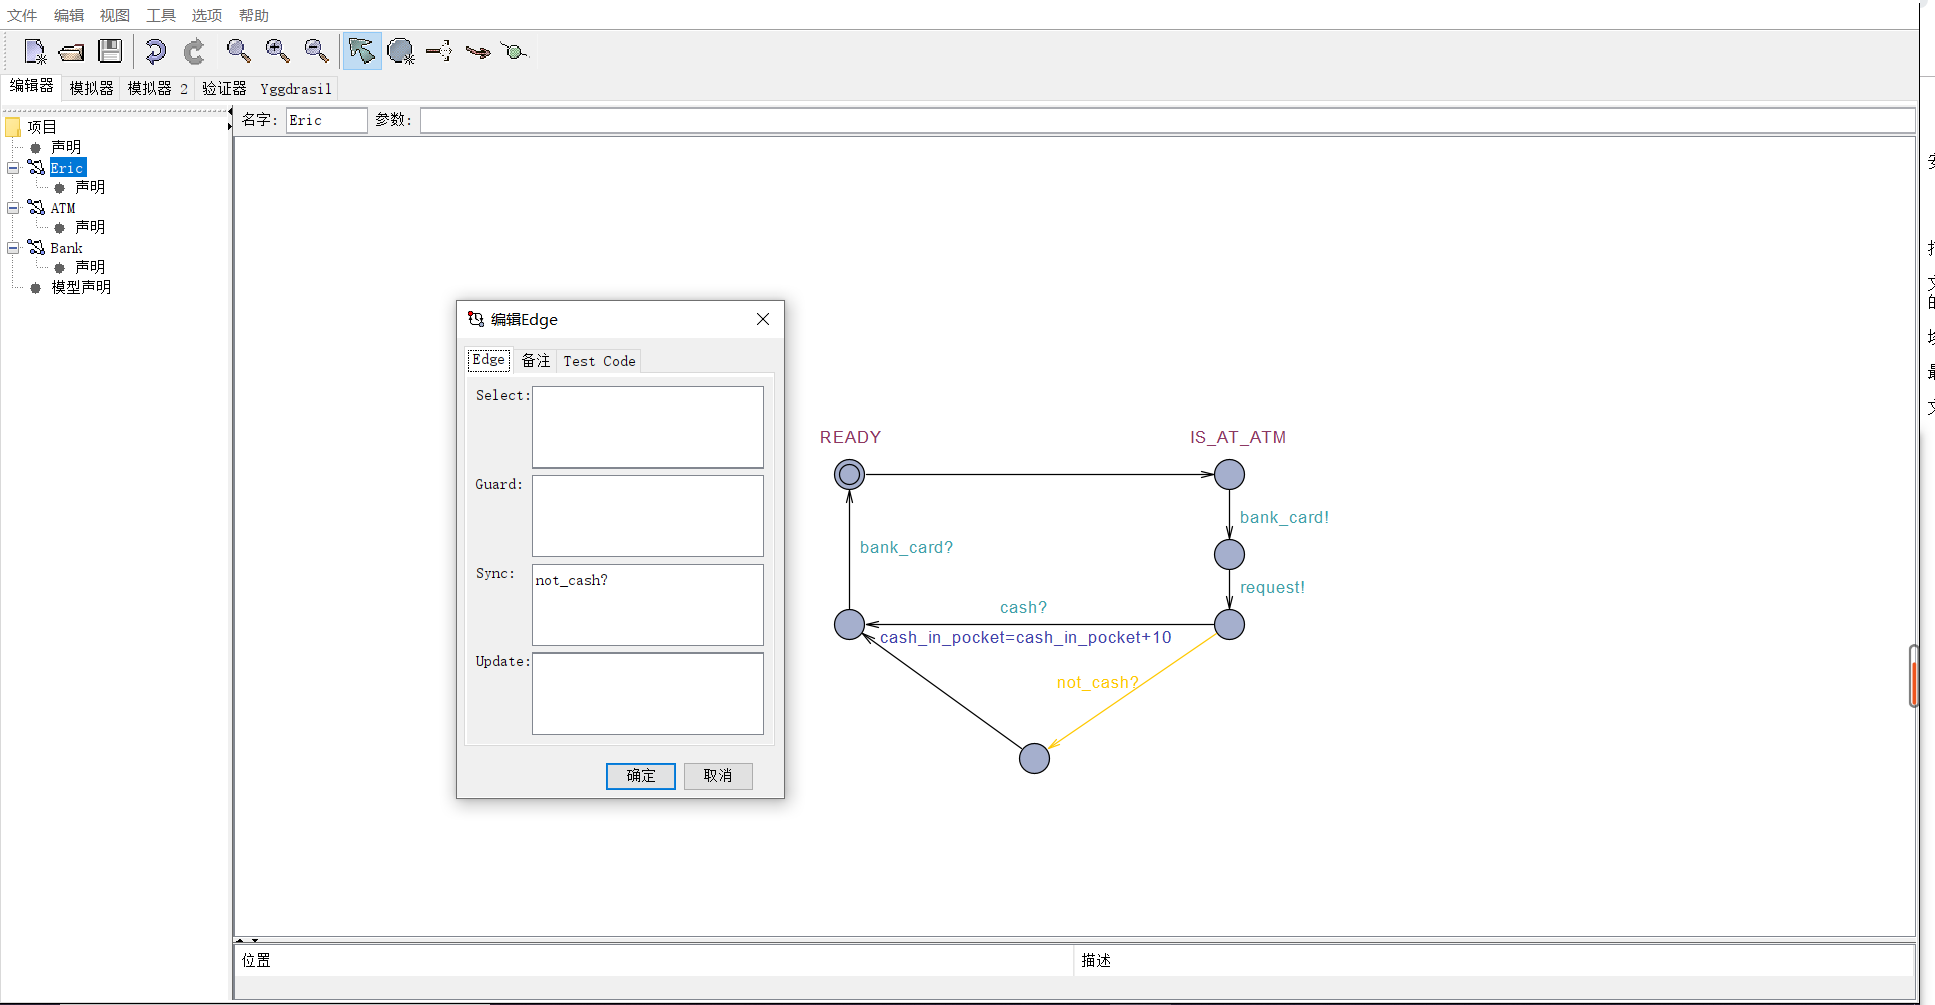 文件 编辑 视图 工具 选项 帮助
编辑器 模拟器 模拟器 2 验证器 Yggdrasil
名字: Eric 参数:
项目
声明
Eric
声明
ATM
声明
Bank
声明
模型声明
编辑Edge
Edge 备注 Test Code
Select:
Guard:
Sync: not_cash?
Update:
确定 取消
READY IS_AT_ATM
bank_card!
bank_card?
request!
cash?
cash_in_pocket=cash_in_pocket+10
not_cash?
位置 描述